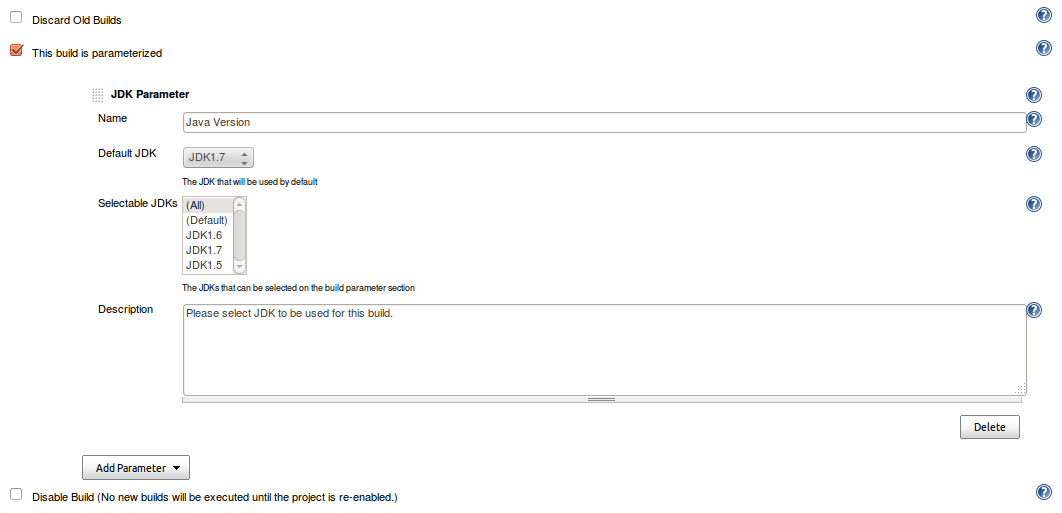 Discard Old Builds
This build is parameterized
JDK Parameter
Name
Java Version
Default JDK
JDK1.7
The JDK that will be used by default
Selectable JDKs
(All)
(Default)
JDK1.6
JDK1.7
JDK1.5
The JDKs that can be selected on the build parameter section
Description
Please select JDK to be used for this build.
Delete
Add Parameter
Disable Build (No new builds will be executed until the project is re-enabled.)